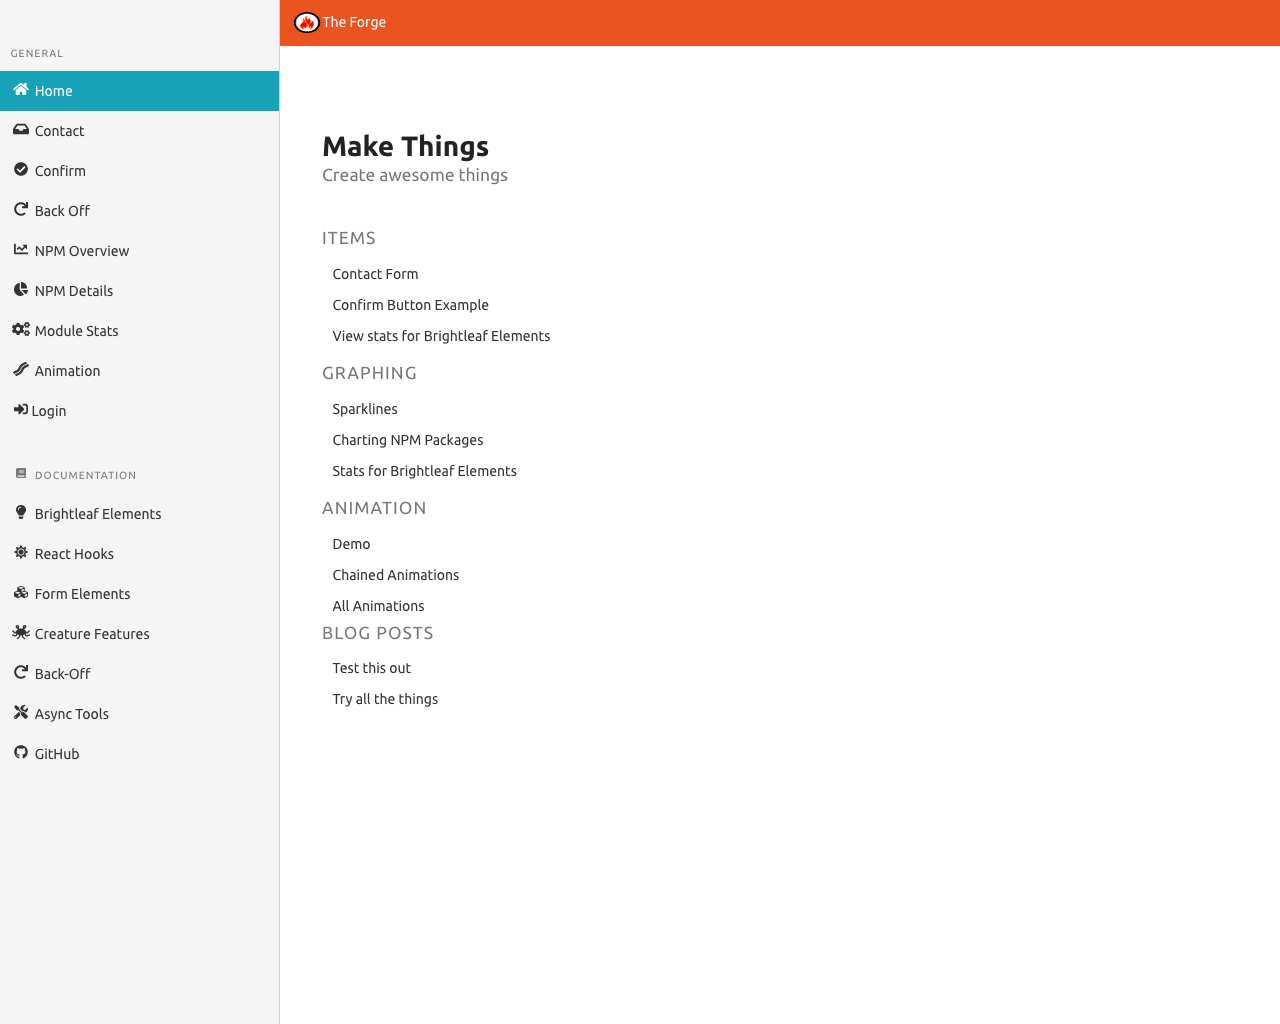 GENERAL
Home
Contact
Confirm
Back Off
NPM Overview
NPM Details
Module Stats
Animation
Login
DOCUMENTATION
Brightleaf Elements
React Hooks
Form Elements
Creature Features
Back-Off
Async Tools
GitHub
The Forge
Make Things
Create awesome things
ITEMS
Contact Form
Confirm Button Example
View stats for Brightleaf Elements
GRAPHING
Sparklines
Charting NPM Packages
Stats for Brightleaf Elements
ANIMATION
Demo
Chained Animations
All Animations
BLOG POSTS
Test this out
Try all the things